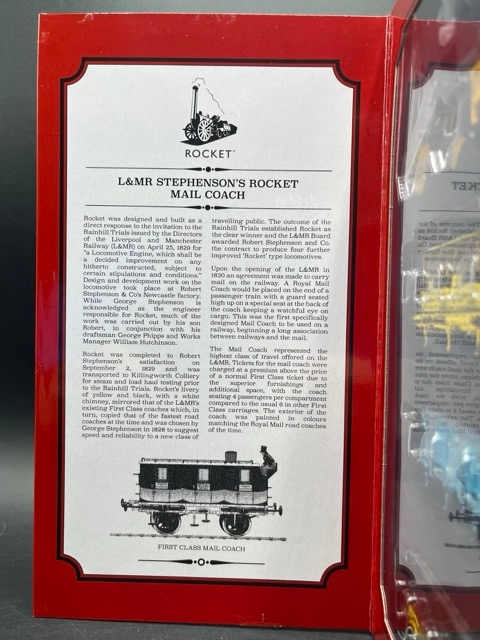 ROCKET
L&MR STEPHENSON'S ROCKET
MAIL COACH
Rocket was designed and built as a
direct response to the invitation to the
Rainhill Trials issued by the Directors
of the Liverpool and Manchester
Railway (L&MR) on April 25, 1829 for
"a Locomotive Engine, which shall be
a decided improvement on any
hitherto constructed, subject to
certain stipulations and conditions."
Design and development work on the
locomotive took place at Robert
Stephenson & Co's Newcastle factory.
While George Stephenson is
acknowledged as the engineer
responsible for Rocket, much of the
work was carried out by his son
Robert, in conjunction with his
draftsman George Phipps and Works
Manager William Hutchinson.
Rocket was completed to Robert
Stephenson's satisfaction on
September 2, 1829 and was
transported to Killingworth Colliery
for steam and load haul testing prior
to the Rainhill Trials. Rocket's livery
of yellow and black, with a white
chimney, mirrored that of the L&MR's
existing First Class coaches which, in
turn, copied that of the fastest road
coaches at the time and was chosen by
George Stephenson in 1828 to suggest
speed and reliability to a new class of
travelling public. The outcome of the
Rainhill Trials established Rocket as
the clear winner and the L&MR Board
awarded Robert Stephenson and Co.
the contract to produce four further
improved 'Rocket' type locomotives.
Upon the opening of the L&MR in
1830 an agreement was made to carry
mail on the railway. A Royal Mail
Coach would be placed on the end of a
passenger train with a guard seated
high up on a special seat at the back of
the coach keeping a watchful eye on
cargo. This was the first specifically
designed Mail Coach to be used on a
railway, beginning a long association
between railways and the mail.
The Mail Coach represented the
highest class of travel offered on the
L&MR. Tickets for the mail coach were
charged at a premium above the price
of a normal First Class ticket due to
the superior furnishings and
additional space, with the coach
seating 4 passengers per compartment
compared to the usual 6 in other First
Class carriages. The exterior of the
coach was painted in colours
matching the Royal Mail road coaches
of the time.
FIRST CLASS MAIL COACH